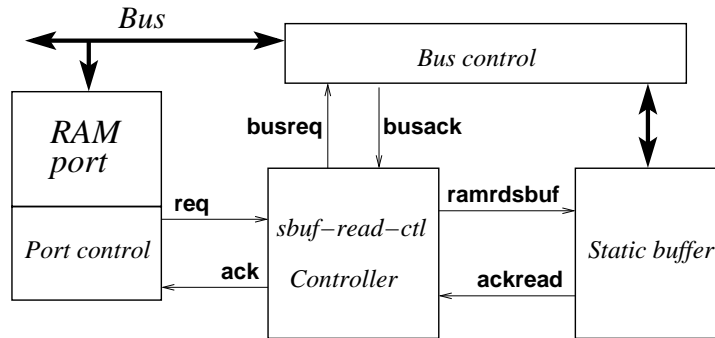 Bus
Bus control
RAM
port
busreq
busack
req
ramrdsbuf
sbuf–read–ctl
Port control
Static buffer
ack
Controller
ackread